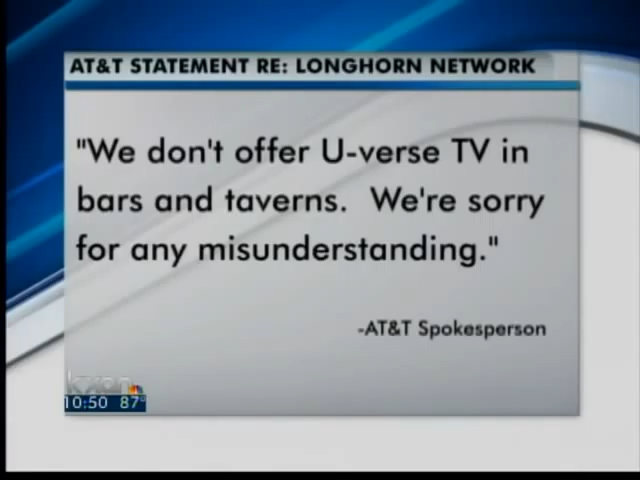 AT&T STATEMENT RE: LONGHORN NETWORK
"We don't offer U-verse TV in
bars and taverns.  We're sorry
for any misunderstanding."
-AT&T Spokesperson
kxan
10:50 87°